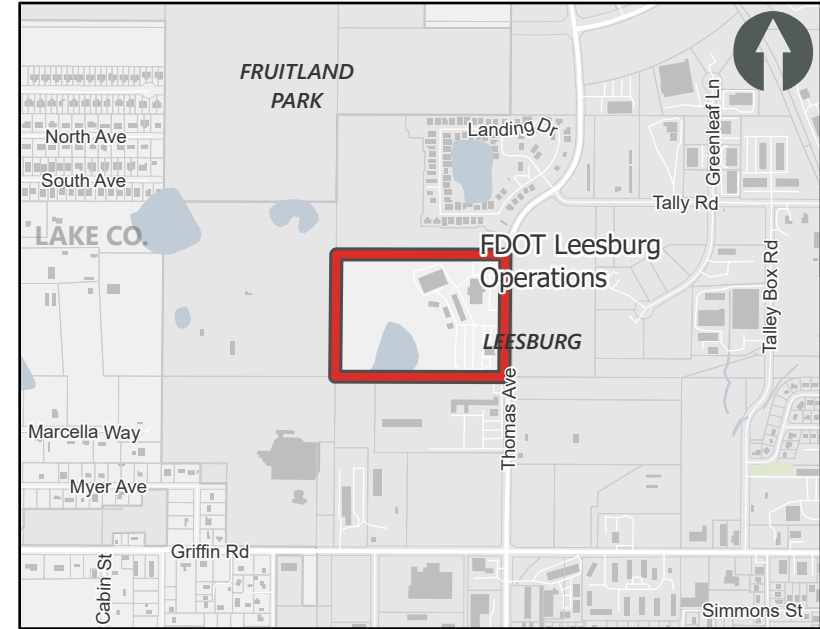 FRUITLAND
PARK
Landing Dr
Greenleaf Ln
North Ave
South Ave
Tally Rd
LAKE CO.
FDOT Leesburg
Operations
Talley Box Rd
LEESBURG
Thomas Ave
Marcella Way
Myer Ave
Griffin Rd
Cabin St
Simmons St